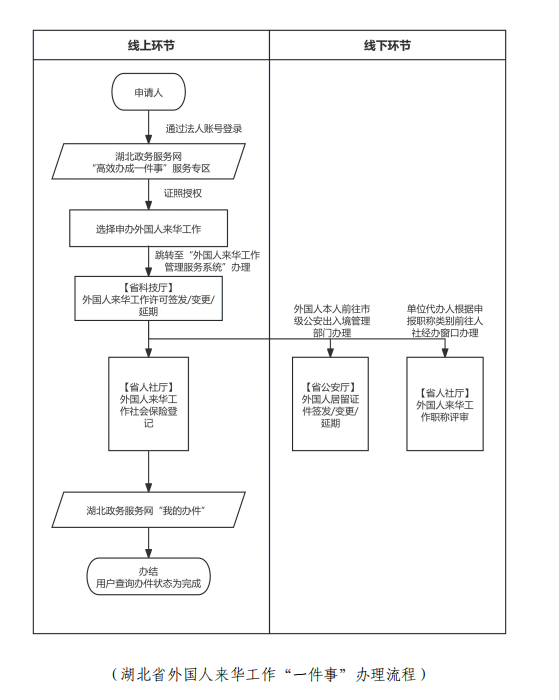 线上环节
线下环节
申请人
通过法人账号登录
湖北政务服务网
“高效办成一件事”服务专区
证照授权
选择申办外国人来华工作
跳转至“外国人来华工作
管理服务系统”办理
【省科技厅】
外国人来华工作许可签发/变更/
延期
外国人本人前往市
级公安出入境管理
部门办理
单位代办人根据申
报职称类别前往人
社经办窗口办理
【省人社厅】
外国人来华工
作社会保险登
记
【省公安厅】
外国人居留证
件签发/变更/
延期
【省人社厅】
外国人来华工
作职称评审
湖北政务服务网“我的办件”
办结
用户查询办件状态为完成
（湖北省外国人来华工作“一件事”办理流程）